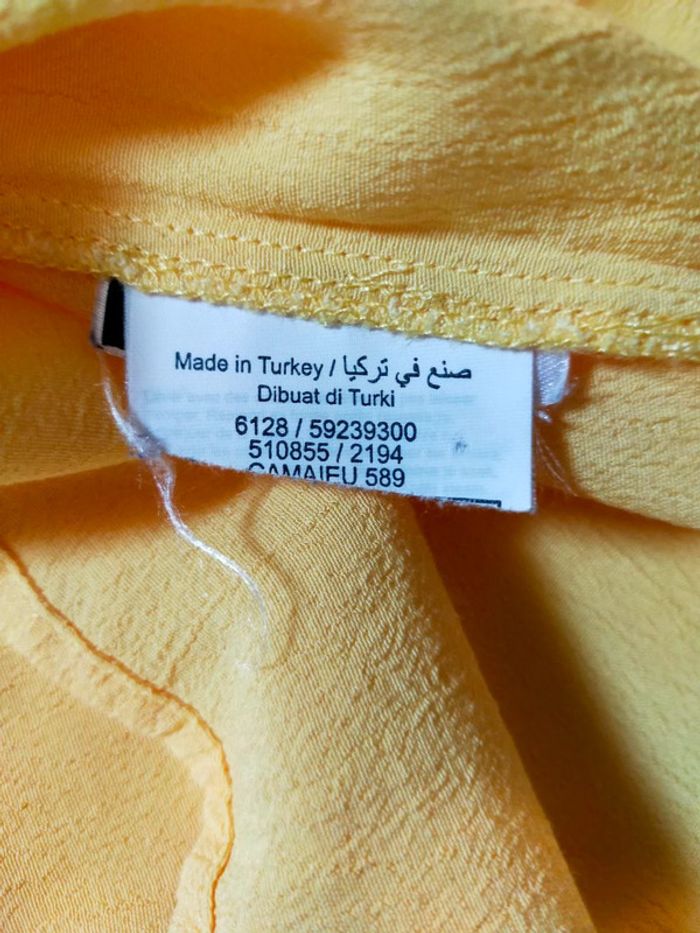 Made in Turkey / صنع في تركيا
Dibuat di Turki
6128 / 59239300
510855 / 2194
CAMAIEU 589